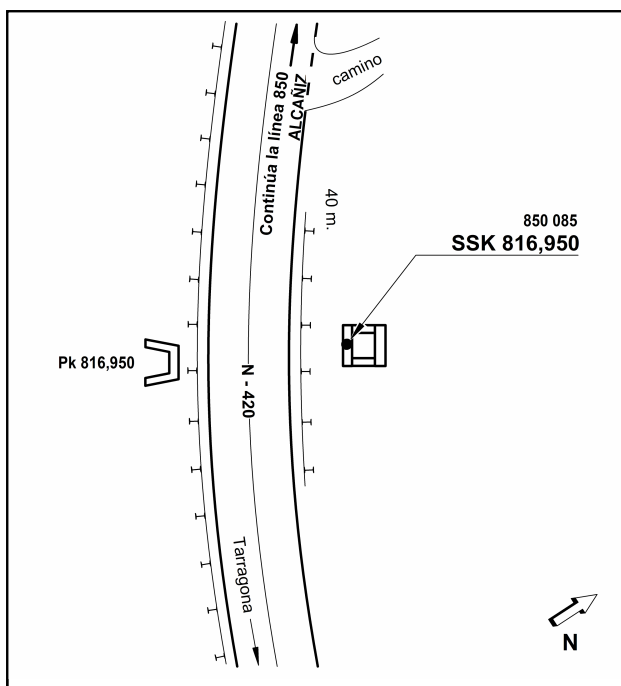 camino
Continúa la línea 850
ALCAÑIZ
40 m.
850 085
SSK 816,950
Pk 816,950
N - 420
Tarragona
N